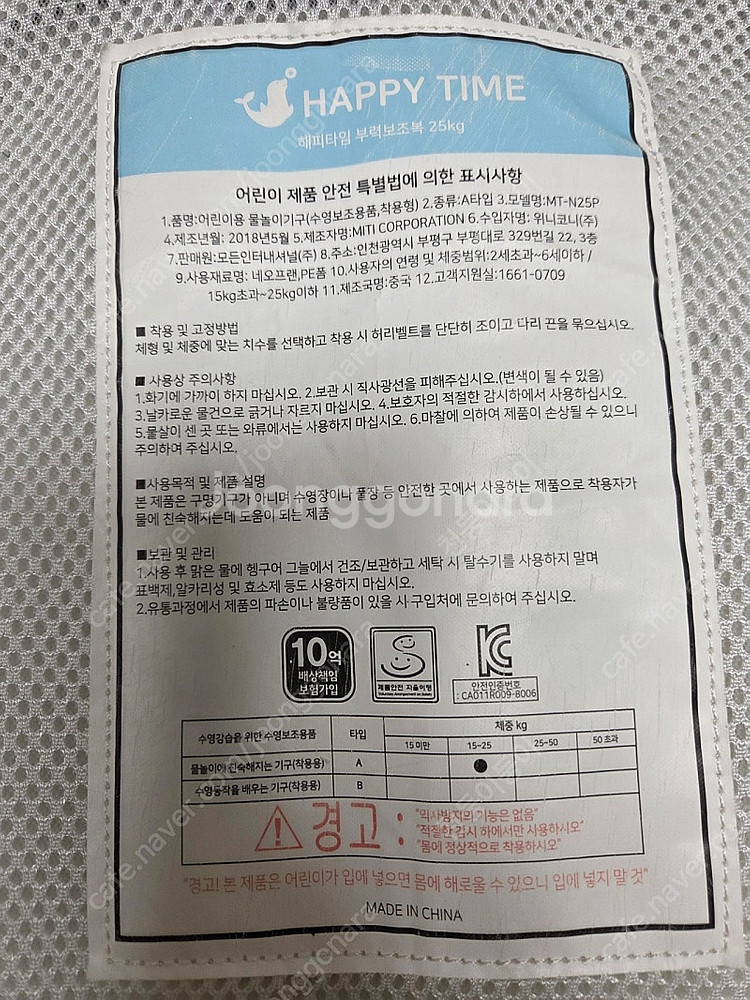 HAPPY TIME
해피타임 부력보조복 25kg
어린이 제품 안전 특별법에 의한 표시사항
1.품명:어린이용 물놀이기구(수영보조용품,착용형) 2.종류:A타입 3.모델명:MT-N25P
4.제조년월: 2018년5월 5.제조자명:MITI CORPORATION 6.수입자명: 위니코니(주)
7.판매원:모든인터내셔널(주) 8.주소:인천광역시 부평구 부평대로 329번길 22, 3층
9.사용재료명: 네오프랜,PE폼 10.사용자의 연령 및 체중범위:2세초과~6세이하 /
15kg초과~25kg이하 11.제조국명:중국 12.고객지원실:1661-0709
■ 착용 및 고정방법
체형 및 체중에 맞는 치수를 선택하고 착용 시 허리벨트를 단단히 조이고 다리 끈을 묶으십시오.
■ 사용상 주의사항
1.화기에 가까이 하지 마십시오. 2.보관 시 직사광선을 피해주십시오.(변색이 될 수 있음)
3.날카로운 물건으로 긁거나 자르지 마십시오. 4.보호자의 적절한 감시하에서 사용하십시오.
5.물살이 센 곳 또는 와류에서는 사용하지 마십시오. 6.마찰에 의하여 제품이 손상될 수 있으니
주의하여 주십시오.
■사용목적 및 제품 설명
본 제품은 구명기구가 아니며 수영장이나 풀장 등 안전한 곳에서 사용하는 제품으로 착용자가
물에 친숙해지는데 도움이 되는 제품
■보관 및 관리
1.사용 후 맑은 물에 헹구어 그늘에서 건조/보관하고 세탁 시 탈수기를 사용하지 말며
표백제,알카리성 및 효소제 등도 사용하지 마십시오.
2.유통과정에서 제품의 파손이나 불량품이 있을 시 구입처에 문의하여 주십시오.
10억
배상책임
보험가입
제품안전 자율이행
안전인증번호
: CA011R009-8006
수영강습을 위한 수영보조용품 타입 체중 kg
15 미만 15~25 25~50 50 초과
물놀이에 친숙해지는 기구(착용용) A ●
수영동작을 배우는 기구(착용용) B
경고 :
"익사방지의 기능은 없음"
"적절한 감시 하에서만 사용하시오"
"몸에 정상적으로 착용하시오"
"경고! 본 제품은 어린이가 입에 넣으면 몸에 해로울 수 있으니 입에 넣지 말 것"
MADE IN CHINA
joonggonara